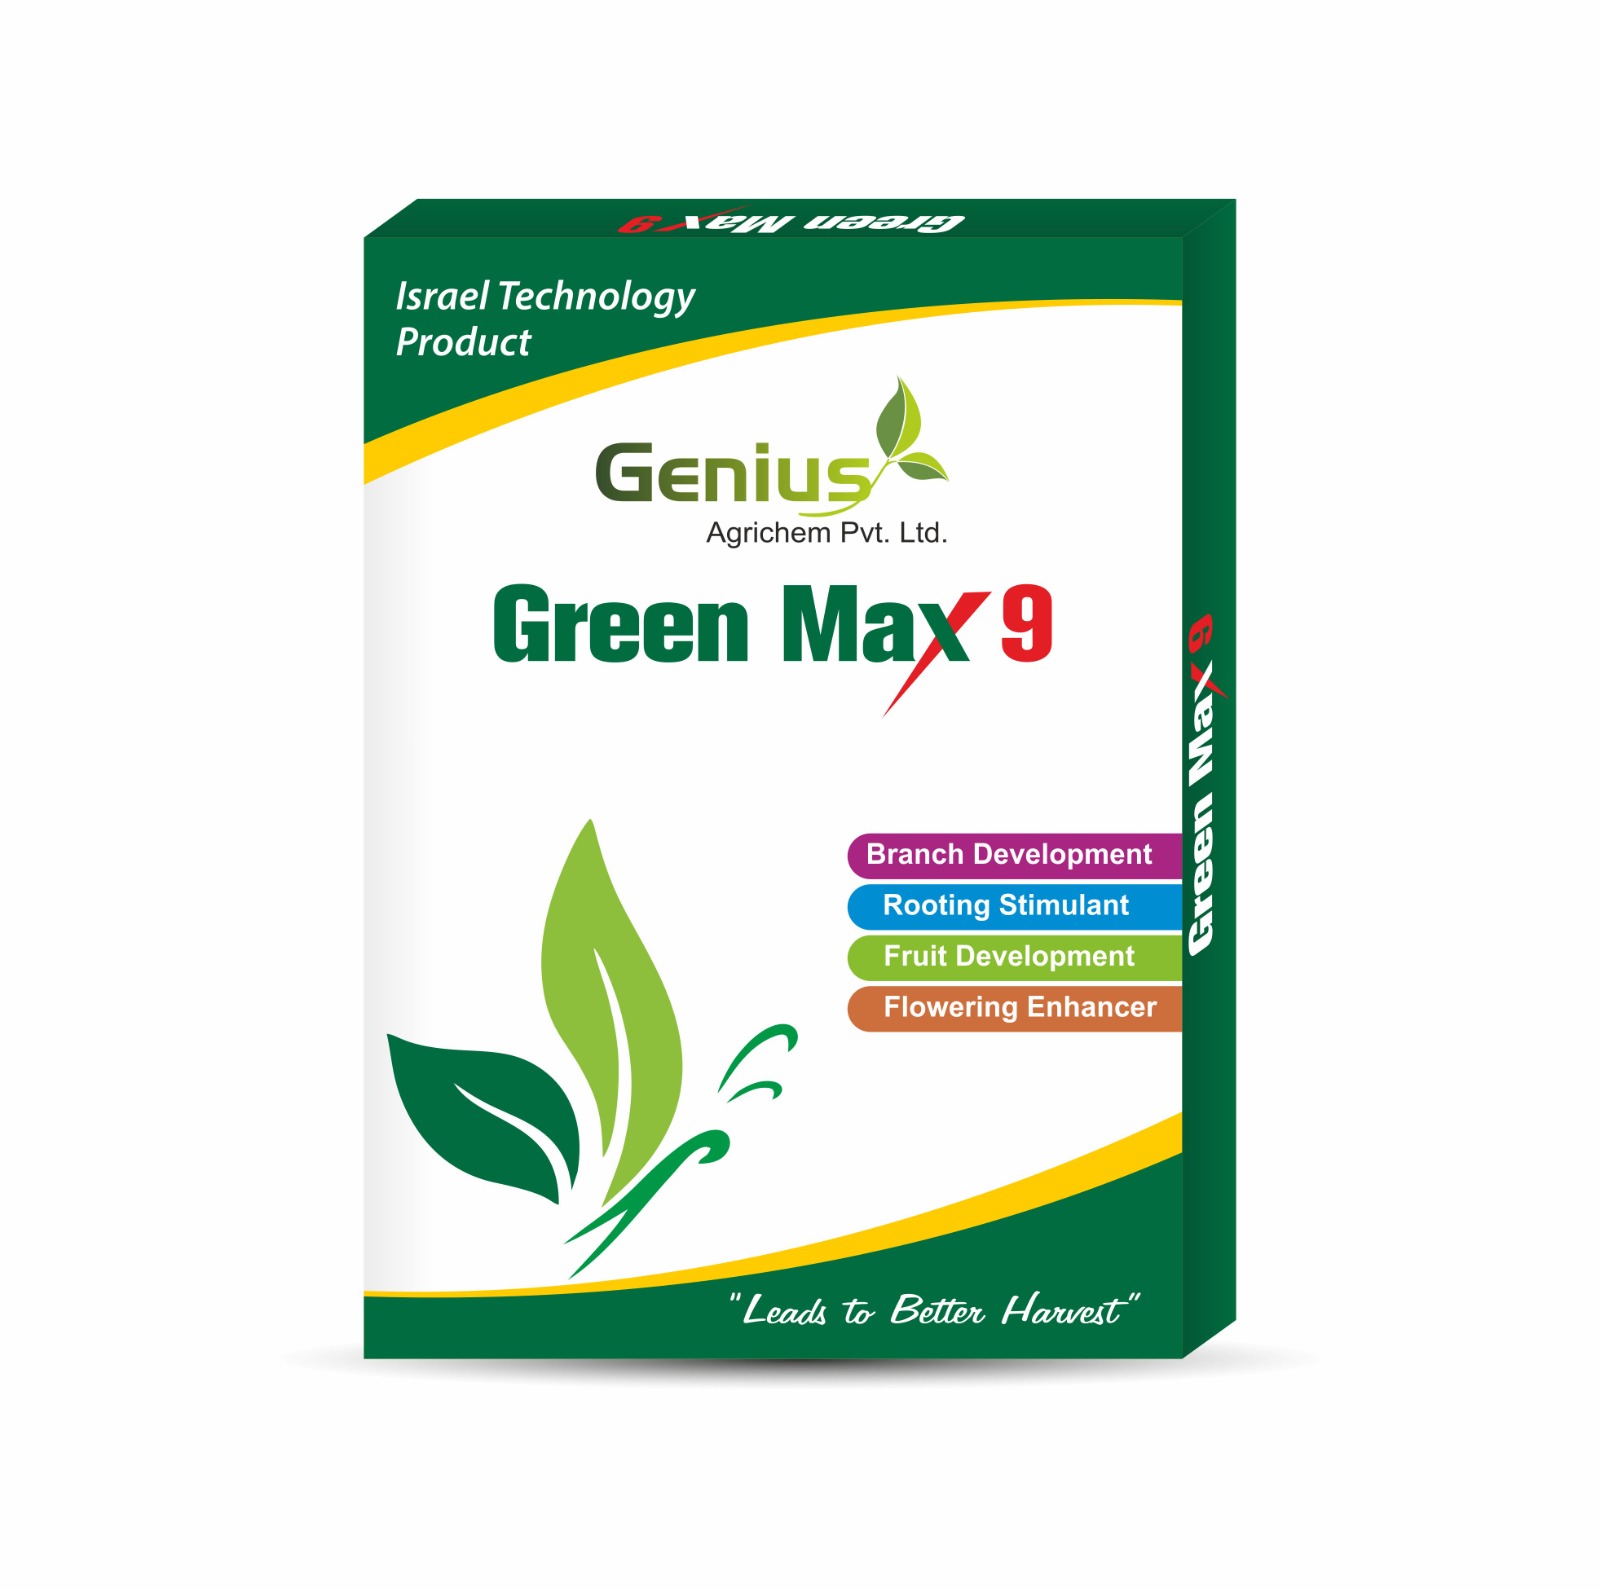 Green Max 9
Israel Technology
Product
Genius
Agrichem Pvt. Ltd.
Green Max 9
Branch Development
Rooting Stimulant
Fruit Development
Flowering Enhancer
Green Max 9
"Leads to Better Harvest"